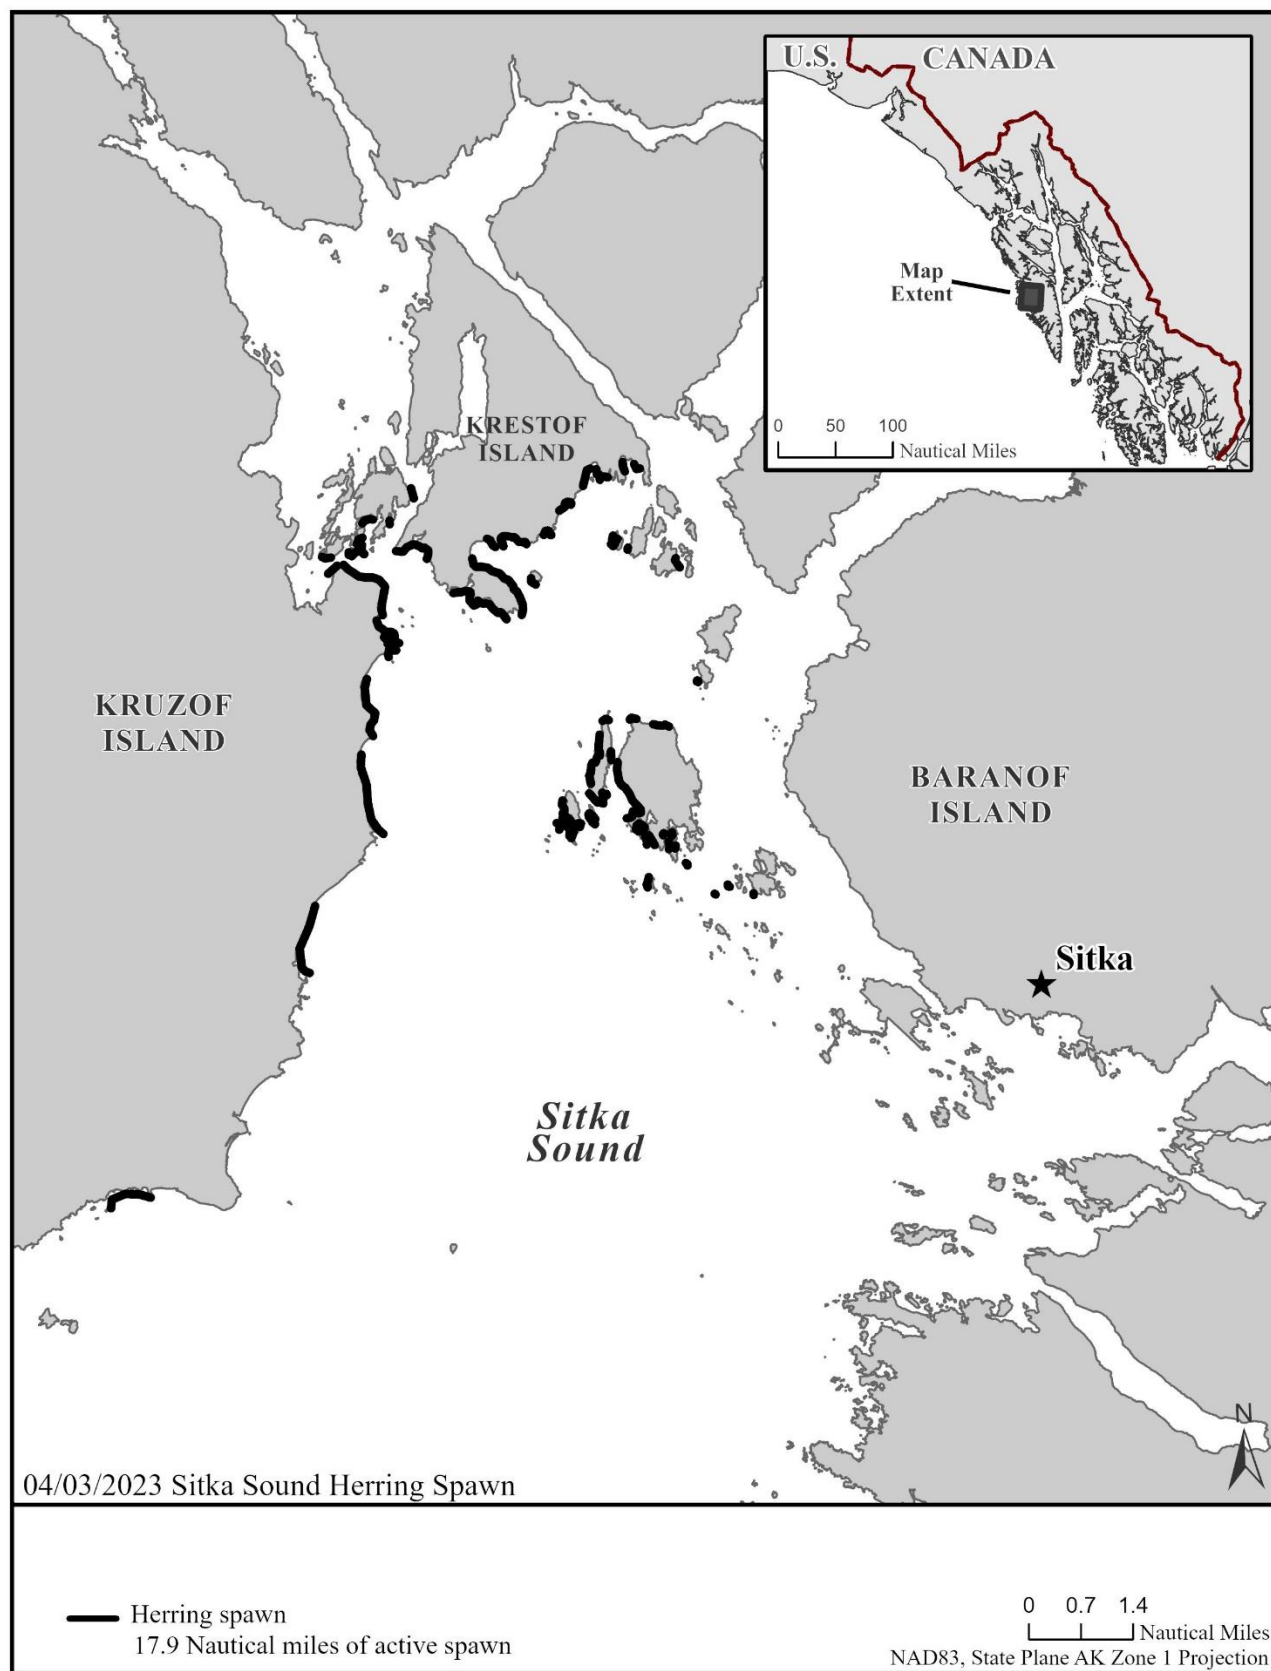 U.S. CANADA
Map
Extent
0 50 100
Nautical Miles
KRESTOF
ISLAND
KRUZOF
ISLAND
BARANOF
ISLAND
Sitka
Sitka
Sound
N
04/03/2023 Sitka Sound Herring Spawn
Herring spawn
17.9 Nautical miles of active spawn
0 0.7 1.4
Nautical Miles
NAD83, State Plane AK Zone 1 Projection